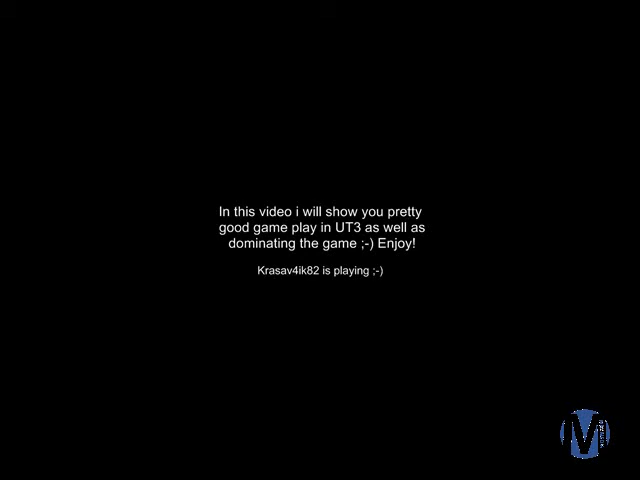 In this video i will show you pretty
good game play in UT3 as well as
dominating the game ;-) Enjoy!
Krasav4ik82 is playing ;-)
M